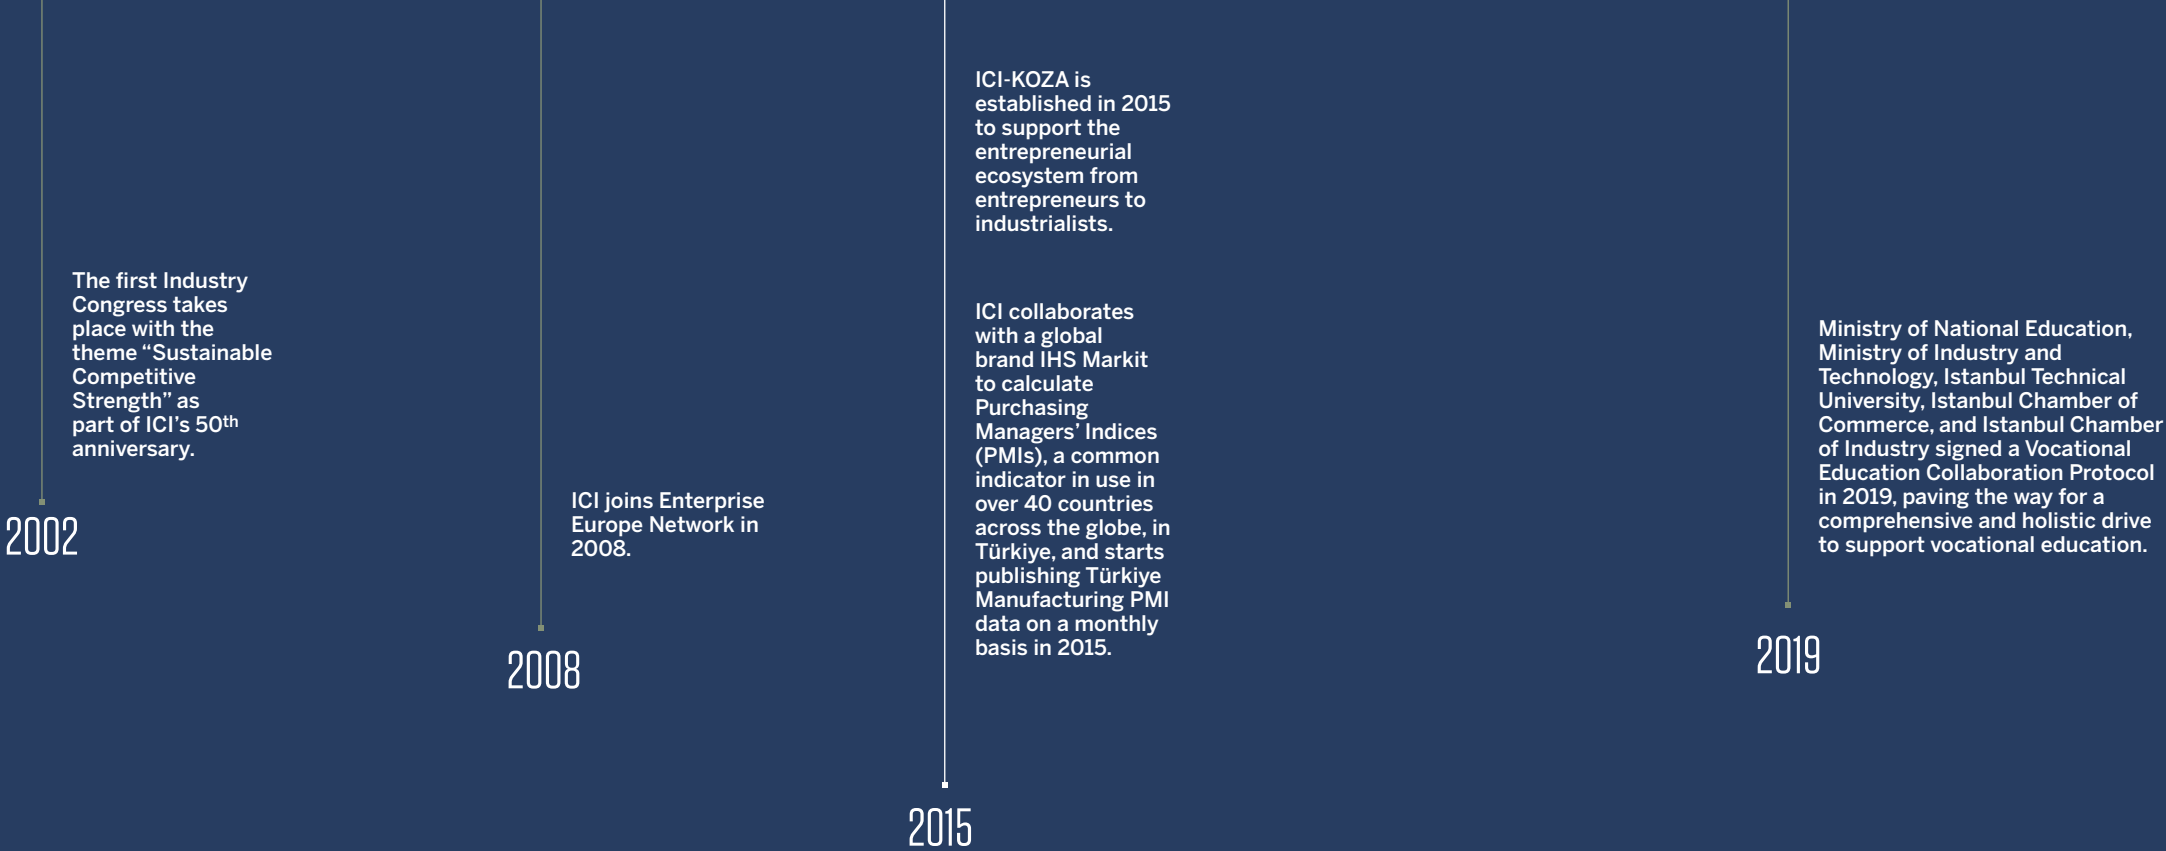 The first Industry
Congress takes
place with the
theme “Sustainable
Competitive
Strength” as
part of ICI’s 50th
anniversary.
2002
ICI joins Enterprise
Europe Network in
2008.
2008
ICI-KOZA is
established in 2015
to support the
entrepreneurial
ecosystem from
entrepreneurs to
industrialists.
ICI collaborates
with a global
brand IHS Markit
to calculate
Purchasing
Managers’ Indices
(PMIs), a common
indicator in use in
over 40 countries
across the globe, in
Türkiye, and starts
publishing Türkiye
Manufacturing PMI
data on a monthly
basis in 2015.
2015
Ministry of National Education,
Ministry of Industry and
Technology, Istanbul Technical
University, Istanbul Chamber of
Commerce, and Istanbul Chamber
of Industry signed a Vocational
Education Collaboration Protocol
in 2019, paving the way for a
comprehensive and holistic drive
to support vocational education.
2019